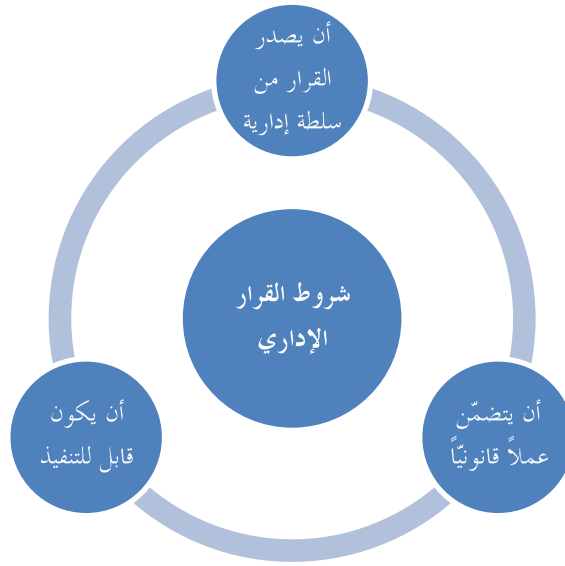 أن يصدر
القرار من
سلطة إدارية
شروط القرار
الإداري
أن يتضمّن
عملاً قانونيّاً
أن يكون
قابل للتنفيذ